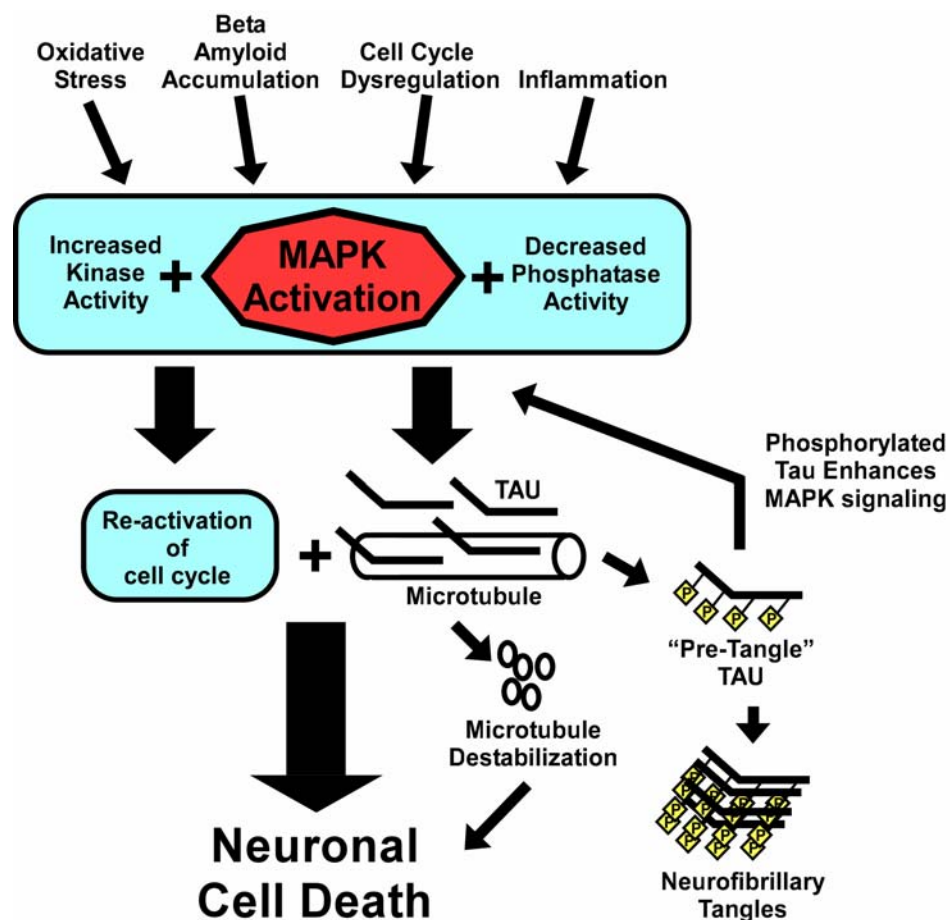 Oxidative
Stress
Beta
Amyloid
Accumulation
Cell Cycle
Dysregulation
Inflammation
Increased
Kinase
Activity
+
MAPK
Activation
+
Decreased
Phosphatase
Activity
Phosphorylated
Tau Enhances
MAPK signaling
Re-activation
of
cell cycle
+
TAU
Microtubule
P P P P
“Pre-Tangle”
TAU
Microtubule
Destabilization
Neuronal
Cell Death
Neurofibrillary
Tangles